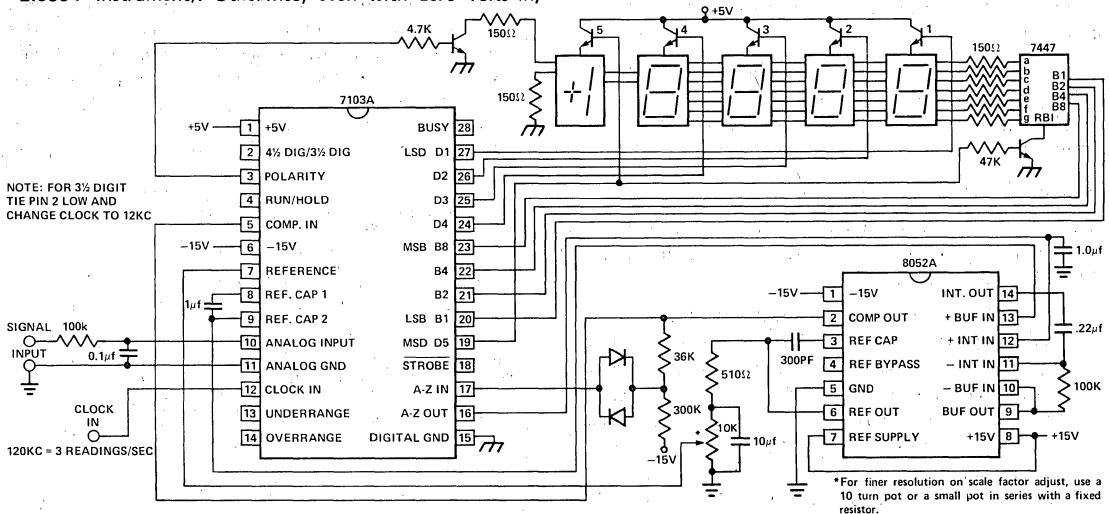 +5V
4.7K
150Ω
5
4
3
2
1
150Ω
7447
a
b
c
d
e
f
g
B1
B2
B4
B8
RBI
150Ω
47K
7103A
+5V
1 +5V
BUSY 28
2 4½ DIG/3½ DIG
LSD D1 27
3 POLARITY
D2 26
4 RUN/HOLD
D3 25
5 COMP. IN
D4 24
-15V
6 -15V
MSB B8 23
7 REFERENCE
B4 22
8 REF. CAP 1
B2 21
9 REF. CAP 2
LSB B1 20
10 ANALOG INPUT
MSD D5 19
11 ANALOG GND
STROBE 18
12 CLOCK IN
A-Z IN 17
13 UNDERRANGE
A-Z OUT 16
14 OVERRANGE
DIGITAL GND 15
NOTE: FOR 3½ DIGIT
TIE PIN 2 LOW AND
CHANGE CLOCK TO 12KC
1μf
SIGNAL
INPUT
100k
0.1μf
CLOCK
IN
120KC = 3 READINGS/SEC
36K
300K
-15V
510Ω
10K
*
10μf
300PF
1.0μf
8052A
-15V
1 -15V
INT. OUT 14
2 COMP OUT
+ BUF IN 13
3 REF CAP
+ INT IN 12
4 REF BYPASS
- INT IN 11
5 GND
- BUF IN 10
6 REF OUT
BUF OUT 9
7 REF SUPPLY
+15V 8
+15V
.22μf
100K
*For finer resolution on scale factor adjust, use a
10 turn pot or a small pot in series with a fixed
resistor.